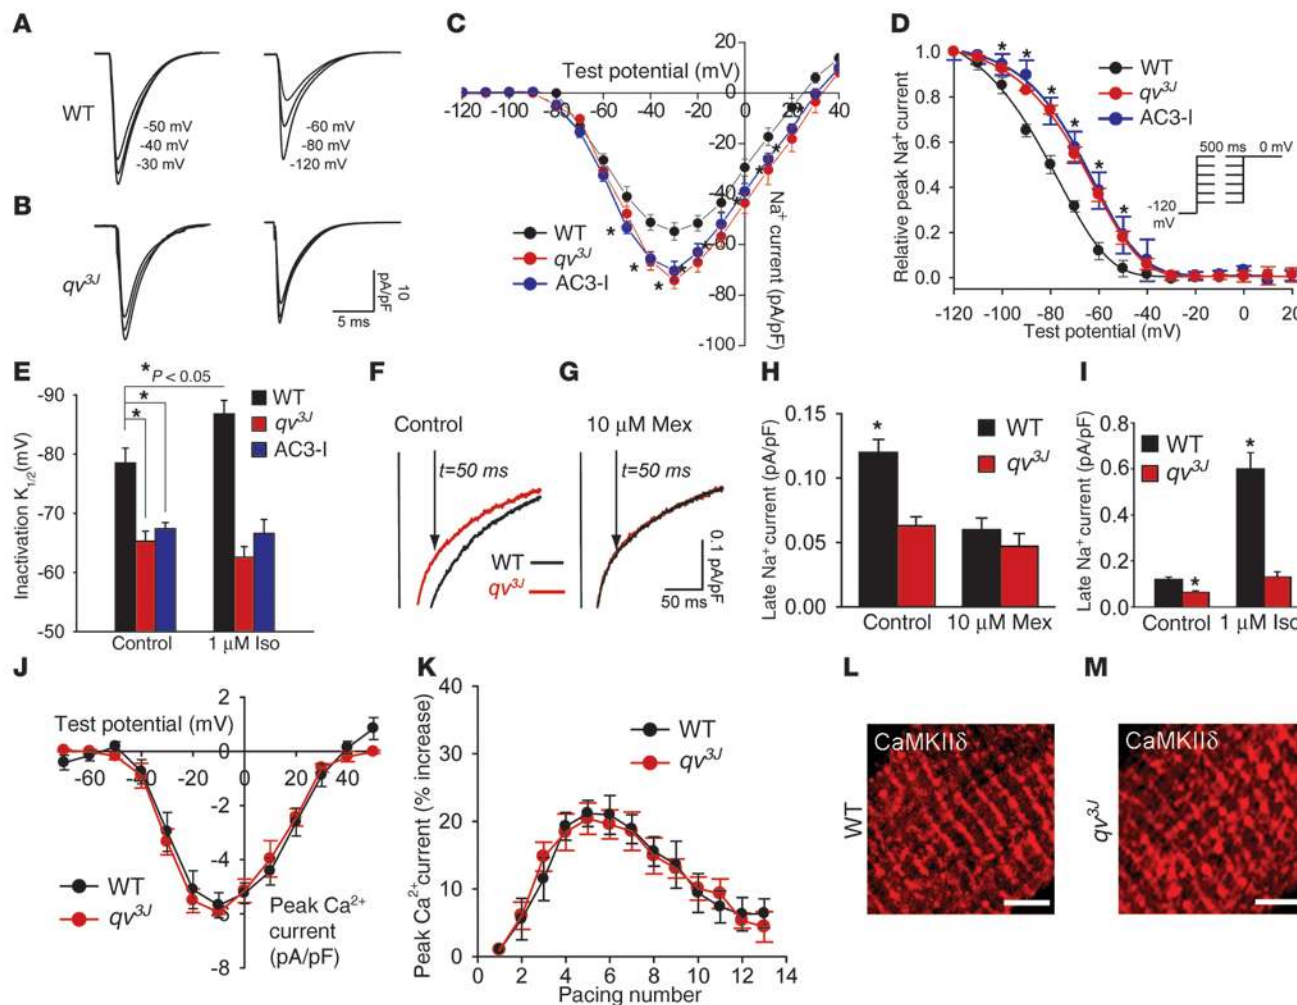 A
WT
-50 mV
-40 mV
-30 mV
-60 mV
-80 mV
-120 mV
B
qv3J
10
pA/pF
5 ms
C
Test potential (mV)
20
0
-20
-40
-60
-80
-100
-120 -100 -80 -60 -40 -20 0 20 40
Na+ current (pA/pF)
WT
qv3J
AC3-I
* * * * * * * *
D
Relative peak Na+ current
1.0
0.8
0.6
0.4
0.2
0.0
-120 -100 -80 -60 -40 -20 0 20
Test potential (mV)
WT
qv3J
AC3-I
* * * * * *
500 ms 0 mV
-120
mV
E
Inactivation K1/2(mV)
-90
-80
-70
-60
-50
* P < 0.05
*
*
WT
qv3J
AC3-I
Control 1 μM Iso
F
Control
t=50 ms
WT
qv3J
G
10 μM Mex
t=50 ms
0.1 pA/pF
50 ms
H
Late Na+ current (pA/pF)
0.15
0.10
0.05
0.00
*
WT
qv3J
Control 10 μM Mex
I
Late Na+ current (pA/pF)
0.8
0.6
0.4
0.2
0.0
WT
qv3J
*
*
Control 1 μM Iso
J
Test potential (mV)
2
0
-2
-4
-6
-8
-60 -40 -20 0 20 40
WT
qv3J
Peak Ca2+
current
(pA/pF)
K
Peak Ca2+ current (% increase)
40
30
20
10
0
0 2 4 6 8 10 12 14
Pacing number
WT
qv3J
L
WT
CaMKIIδ
M
qv3J
CaMKIIδ